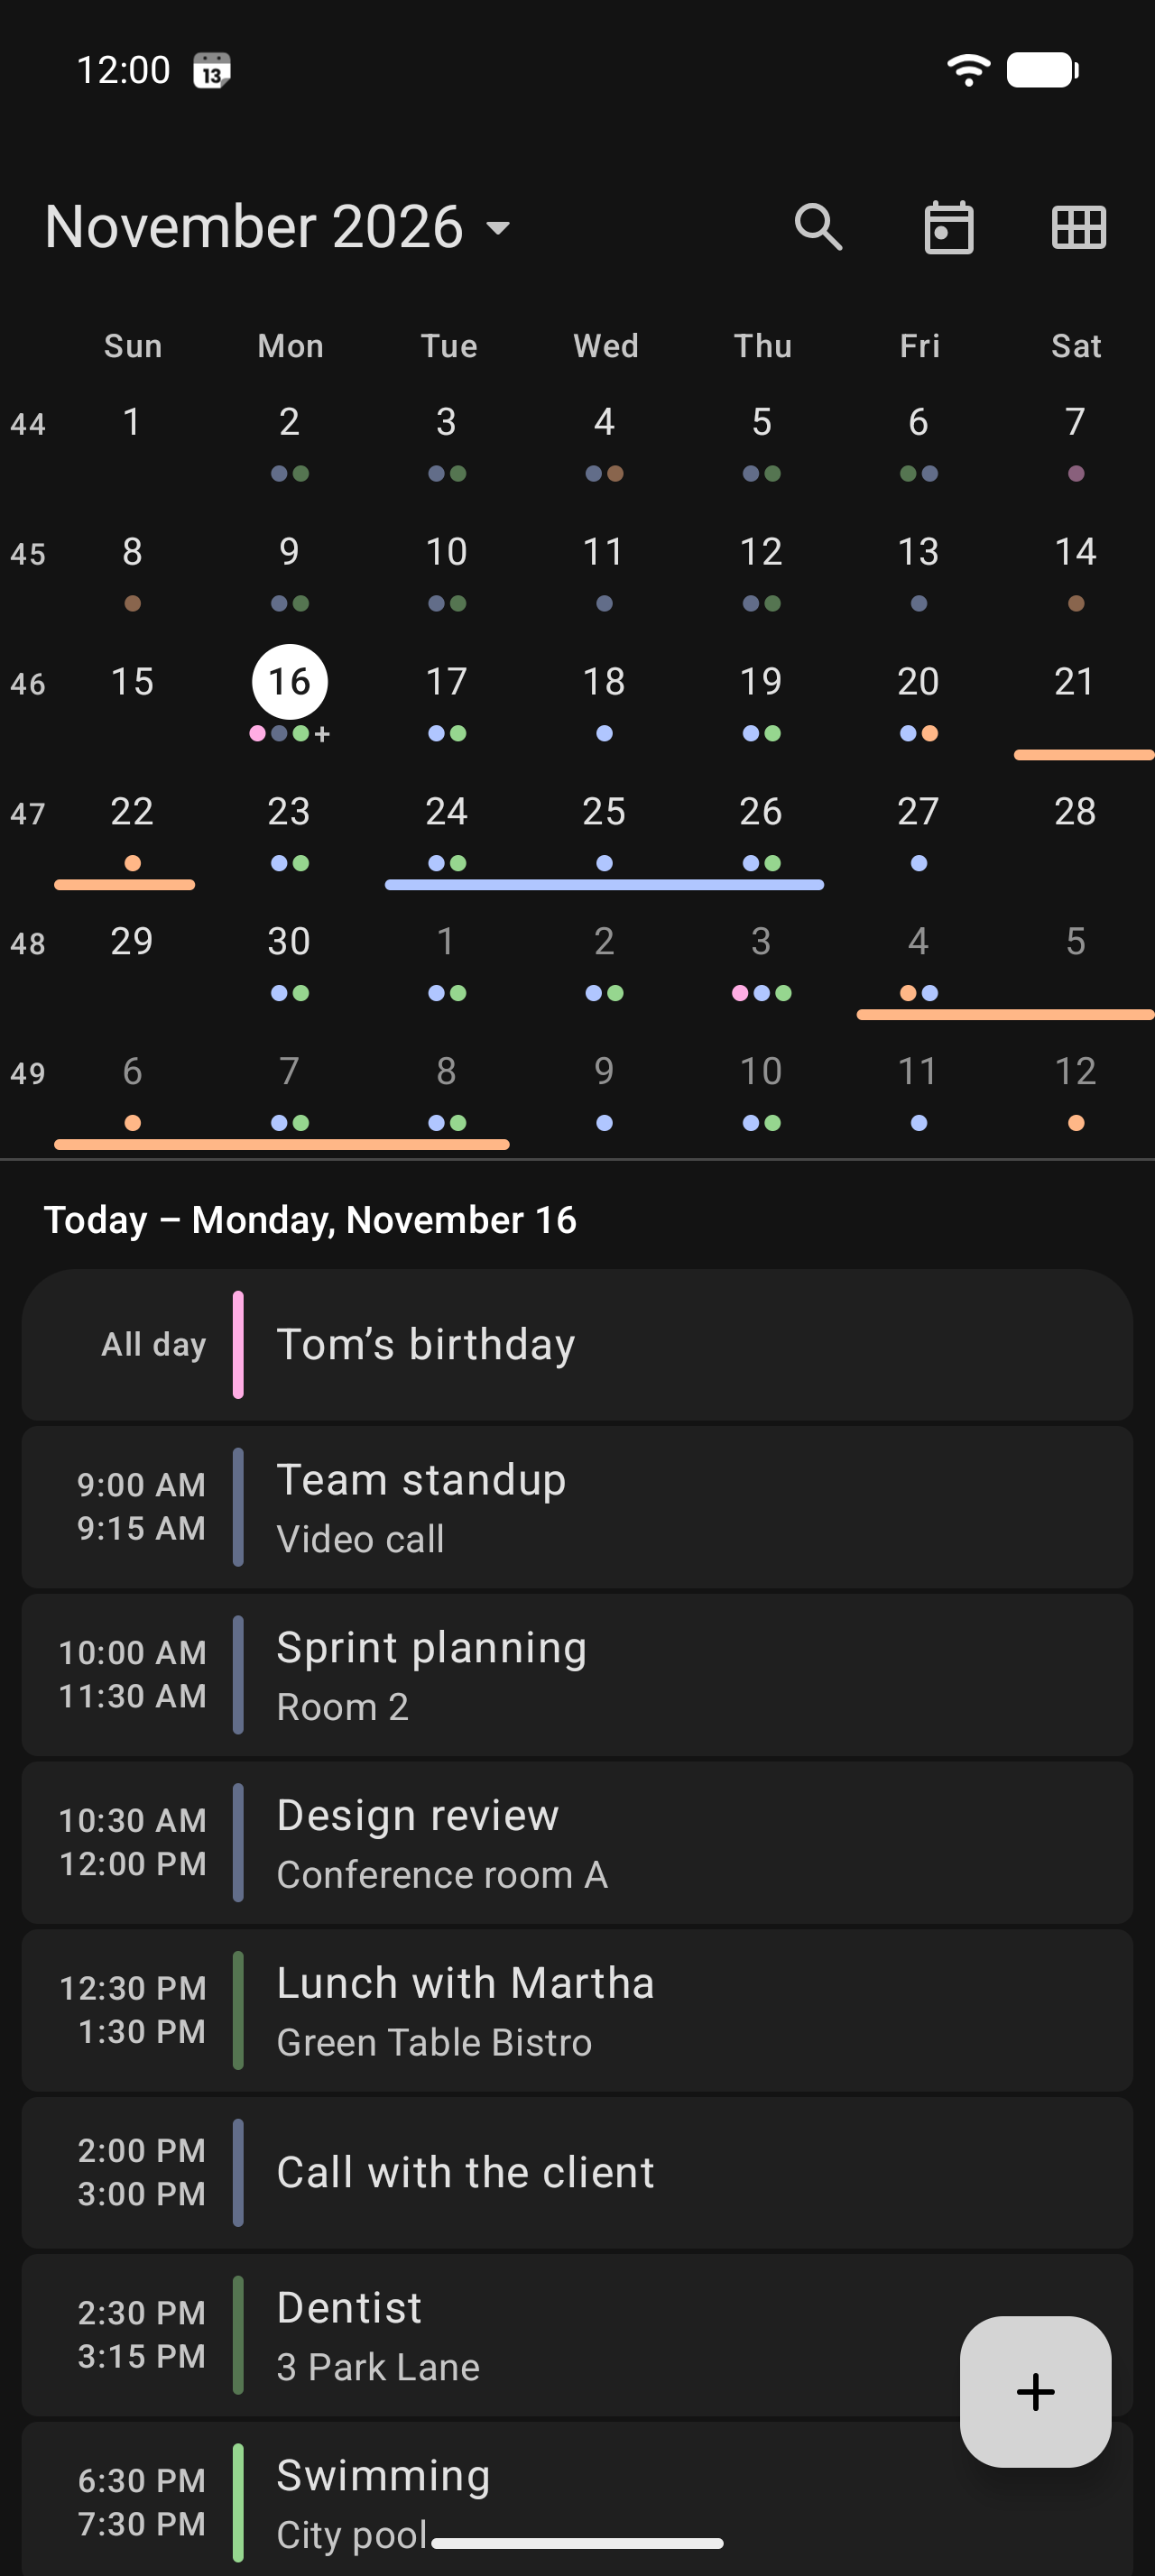 12:00 13
November 2026
Sun Mon Tue Wed Thu Fri Sat
44 1 2 3 4 5 6 7
45 8 9 10 11 12 13 14
46 15 16 17 18 19 20 21
+
47 22 23 24 25 26 27 28
48 29 30 1 2 3 4 5
49 6 7 8 9 10 11 12
Today – Monday, November 16
All day
Tom’s birthday
9:00 AM
9:15 AM
Team standup
Video call
10:00 AM
11:30 AM
Sprint planning
Room 2
10:30 AM
12:00 PM
Design review
Conference room A
12:30 PM
1:30 PM
Lunch with Martha
Green Table Bistro
2:00 PM
3:00 PM
Call with the client
2:30 PM
3:15 PM
Dentist
3 Park Lane
6:30 PM
7:30 PM
Swimming
City pool